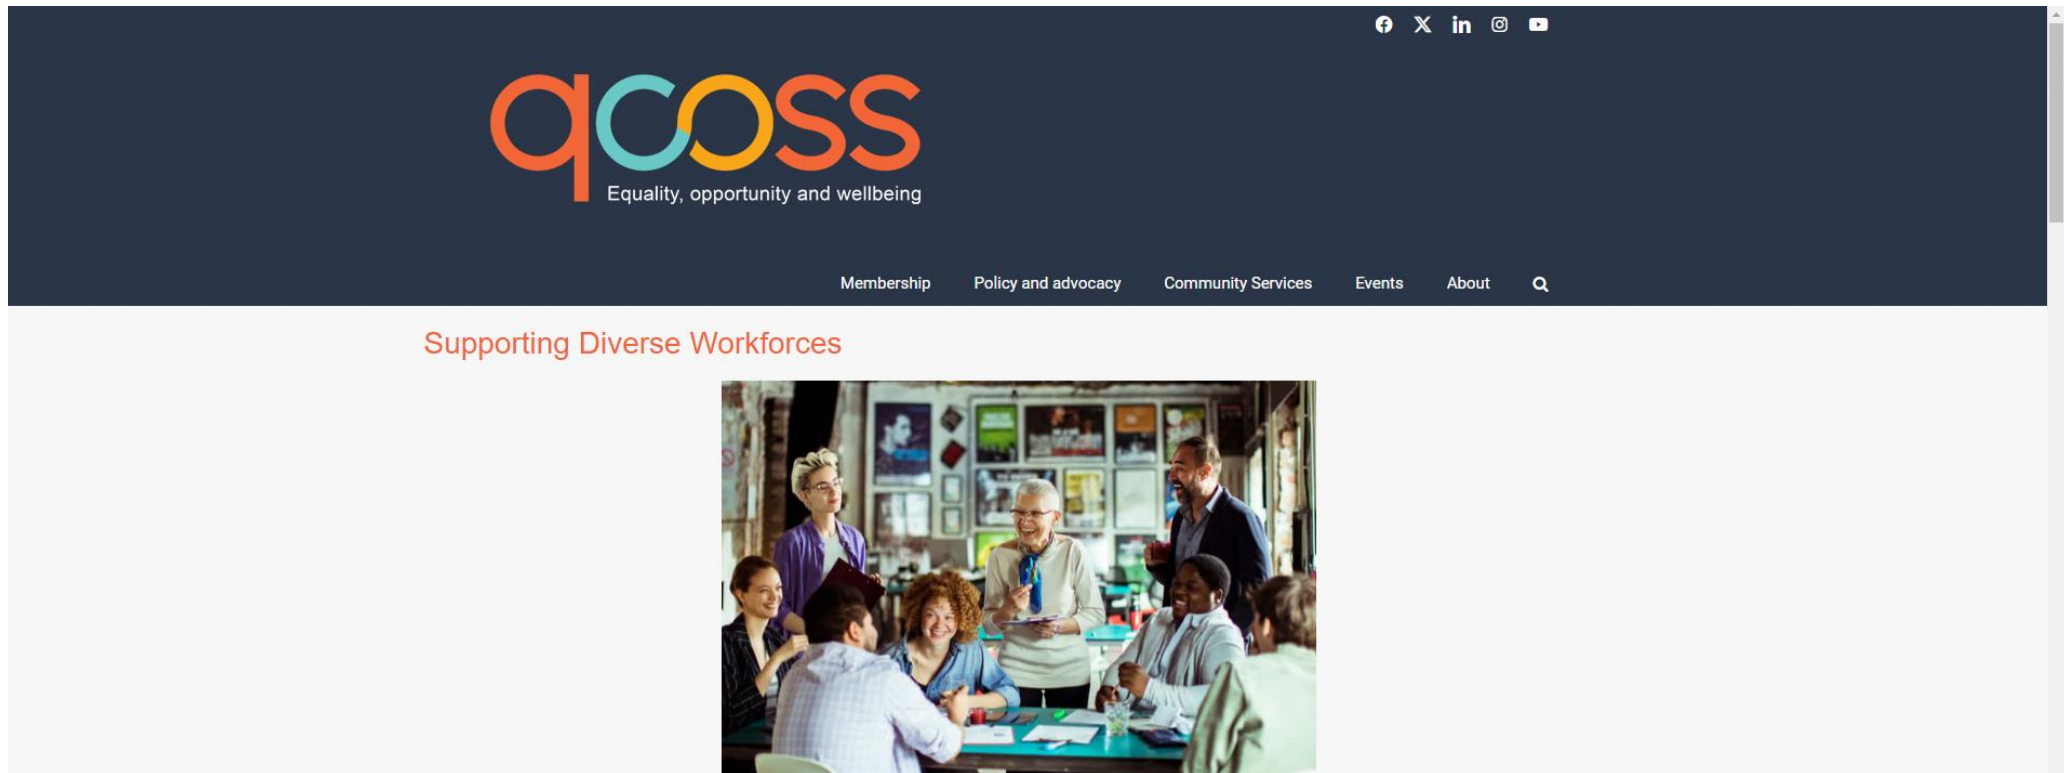 qcoss
Equality, opportunity and wellbeing
Membership Policy and advocacy Community Services Events About
Supporting Diverse Workforces